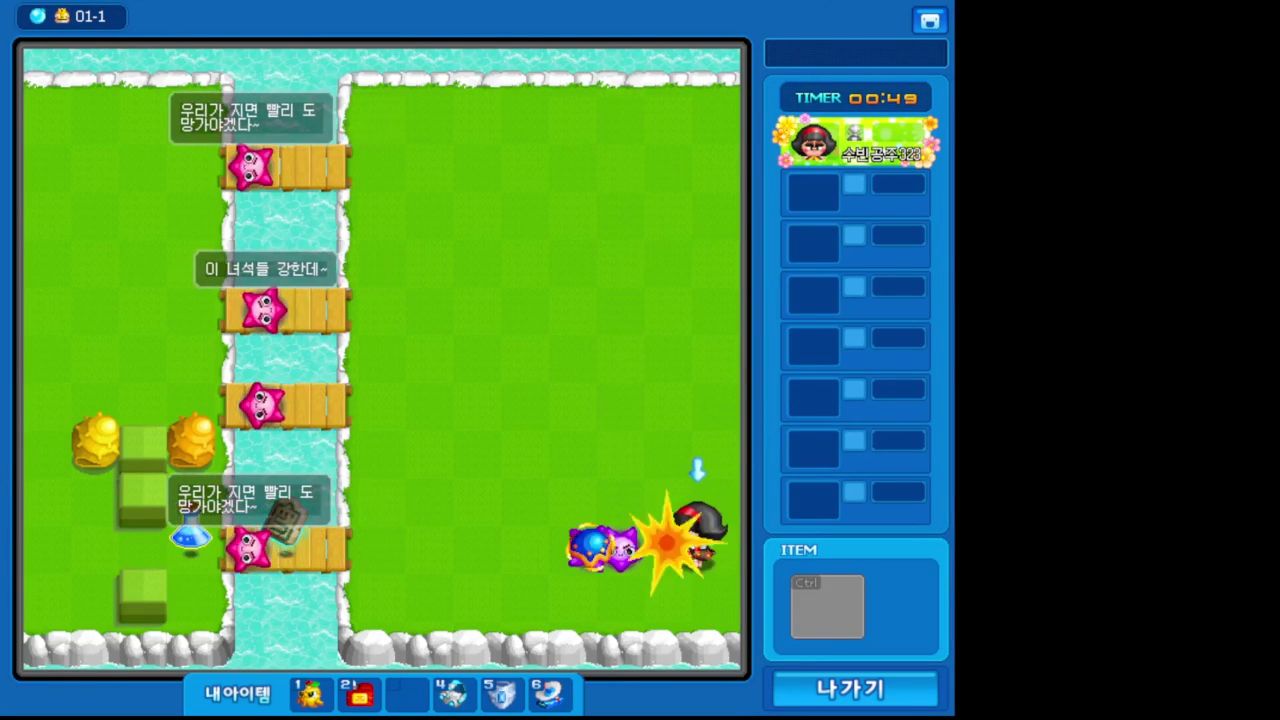 01-1
TIMER 00:49
우리가 지면 빨리 도
망가야겠다~
수빈공주323
이 녀석들 강한데~
우리가 지면 빨리 도
망가야겠다~
ITEM
Ctrl
내아이템
1
2
4
5
6
나가기